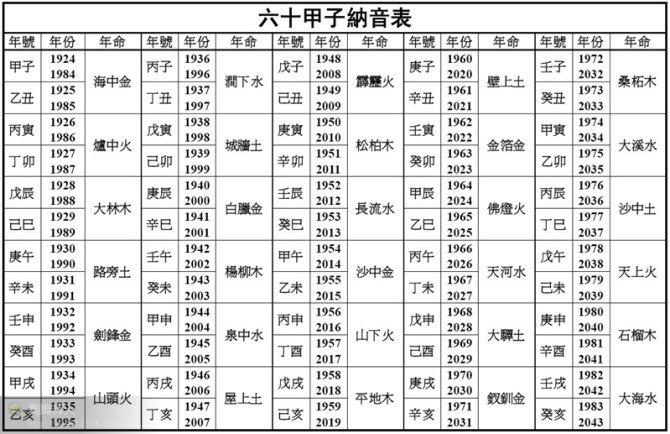 六十甲子納音表
年號 年份 年命 年號 年份 年命 年號 年份 年命 年號 年份 年命 年號 年份 年命
甲子 1924 1984 海中金 丙子 1936 1996 澗下水 戊子 1948 2008 霹靂火 庚子 1960 2020 壁上土 壬子 1972 2032 桑柘木
乙丑 1925 1985 丁丑 1937 1997 己丑 1949 2009 辛丑 1961 2021 癸丑 1973 2033
丙寅 1926 1986 爐中火 戊寅 1938 1998 城牆土 庚寅 1950 2010 松柏木 壬寅 1962 2022 金箔金 甲寅 1974 2034 大溪水
丁卯 1927 1987 己卯 1939 1999 辛卯 1951 2011 癸卯 1963 2023 乙卯 1975 2035
戊辰 1928 1988 大林木 庚辰 1940 2000 白臘金 壬辰 1952 2012 長流水 甲辰 1964 2024 佛燈火 丙辰 1976 2036 沙中土
己巳 1929 1989 辛巳 1941 2001 癸巳 1953 2013 乙巳 1965 2025 丁巳 1977 2037
庚午 1930 1990 路旁土 壬午 1942 2002 楊柳木 甲午 1954 2014 沙中金 丙午 1966 2026 天河水 戊午 1978 2038 天上火
辛未 1931 1991 癸未 1943 2003 乙未 1955 2015 丁未 1967 2027 己未 1979 2039
壬申 1932 1992 劍鋒金 甲申 1944 2004 泉中水 丙申 1956 2016 山下火 戊申 1968 2028 大驛土 庚申 1980 2040 石榴木
癸酉 1933 1993 乙酉 1945 2005 丁酉 1957 2017 己酉 1969 2029 辛酉 1981 2041
甲戌 1934 1994 山頭火 丙戌 1946 2006 屋上土 戊戌 1958 2018 平地木 庚戌 1970 2030 釵釧金 壬戌 1982 2042 大海水
乙亥 1935 1995 丁亥 1947 2007 己亥 1959 2019 辛亥 1971 2031 癸亥 1983 2043